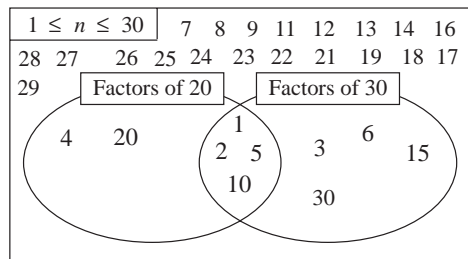 1 ≤ n ≤ 30 7 8 9 11 12 13 14 16
28 27 26 25 24 23 22 21 19 18 17
29 Factors of 20 Factors of 30
1
4 20 6
2 5 3 15
10
30